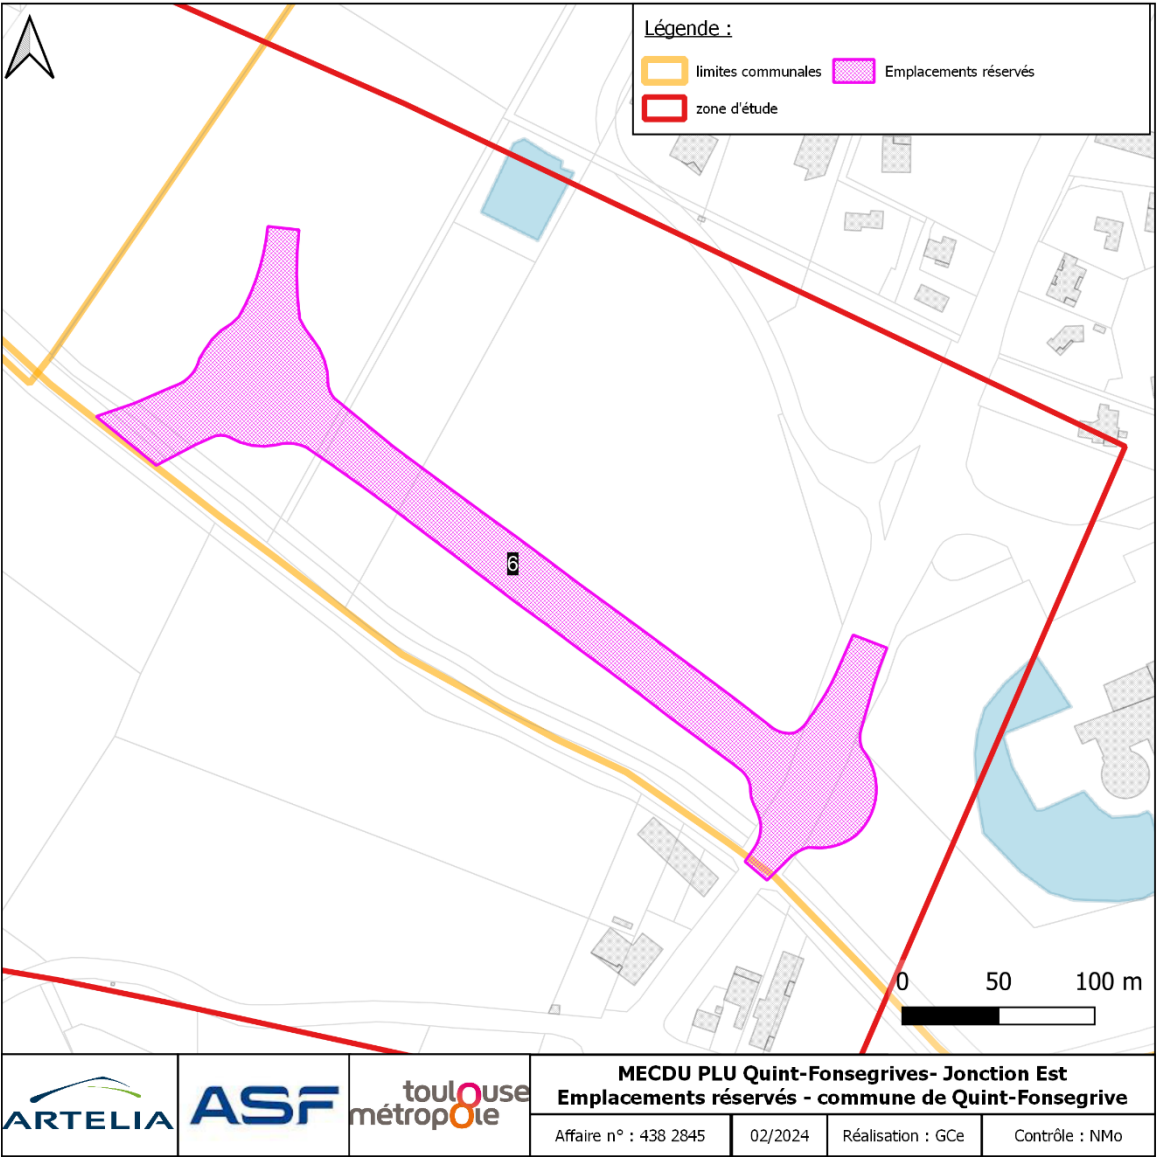 Légende :
limites communales
Emplacements réservés
zone d'étude
6
0 50 100 m
ARTELIA
ASF
toulouse
métropole
MECDU PLU Quint-Fonsegrives- Jonction Est
Emplacements réservés - commune de Quint-Fonsegrive
Affaire n° : 438 2845
02/2024
Réalisation : GCe
Contrôle : NMo